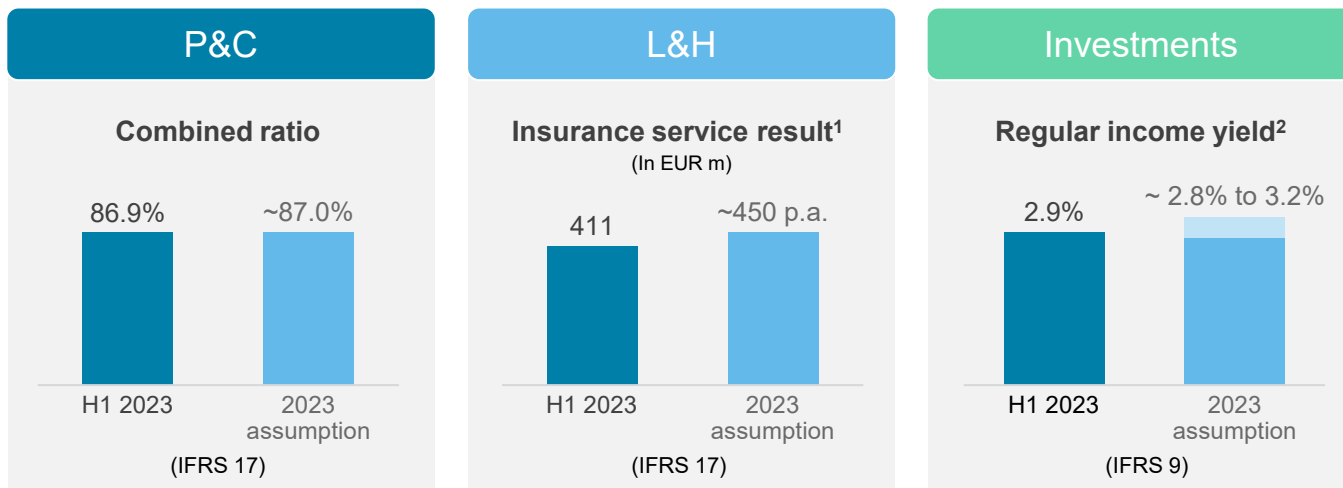 P&C
Combined ratio
86.9%
~87.0%
H1 2023
2023
assumption
(IFRS 17)
L&H
Insurance service result¹
(In EUR m)
411
~450 p.a.
H1 2023
2023
assumption
(IFRS 17)
Investments
Regular income yield²
2.9%
~ 2.8% to 3.2%
H1 2023
2023
assumption
(IFRS 9)